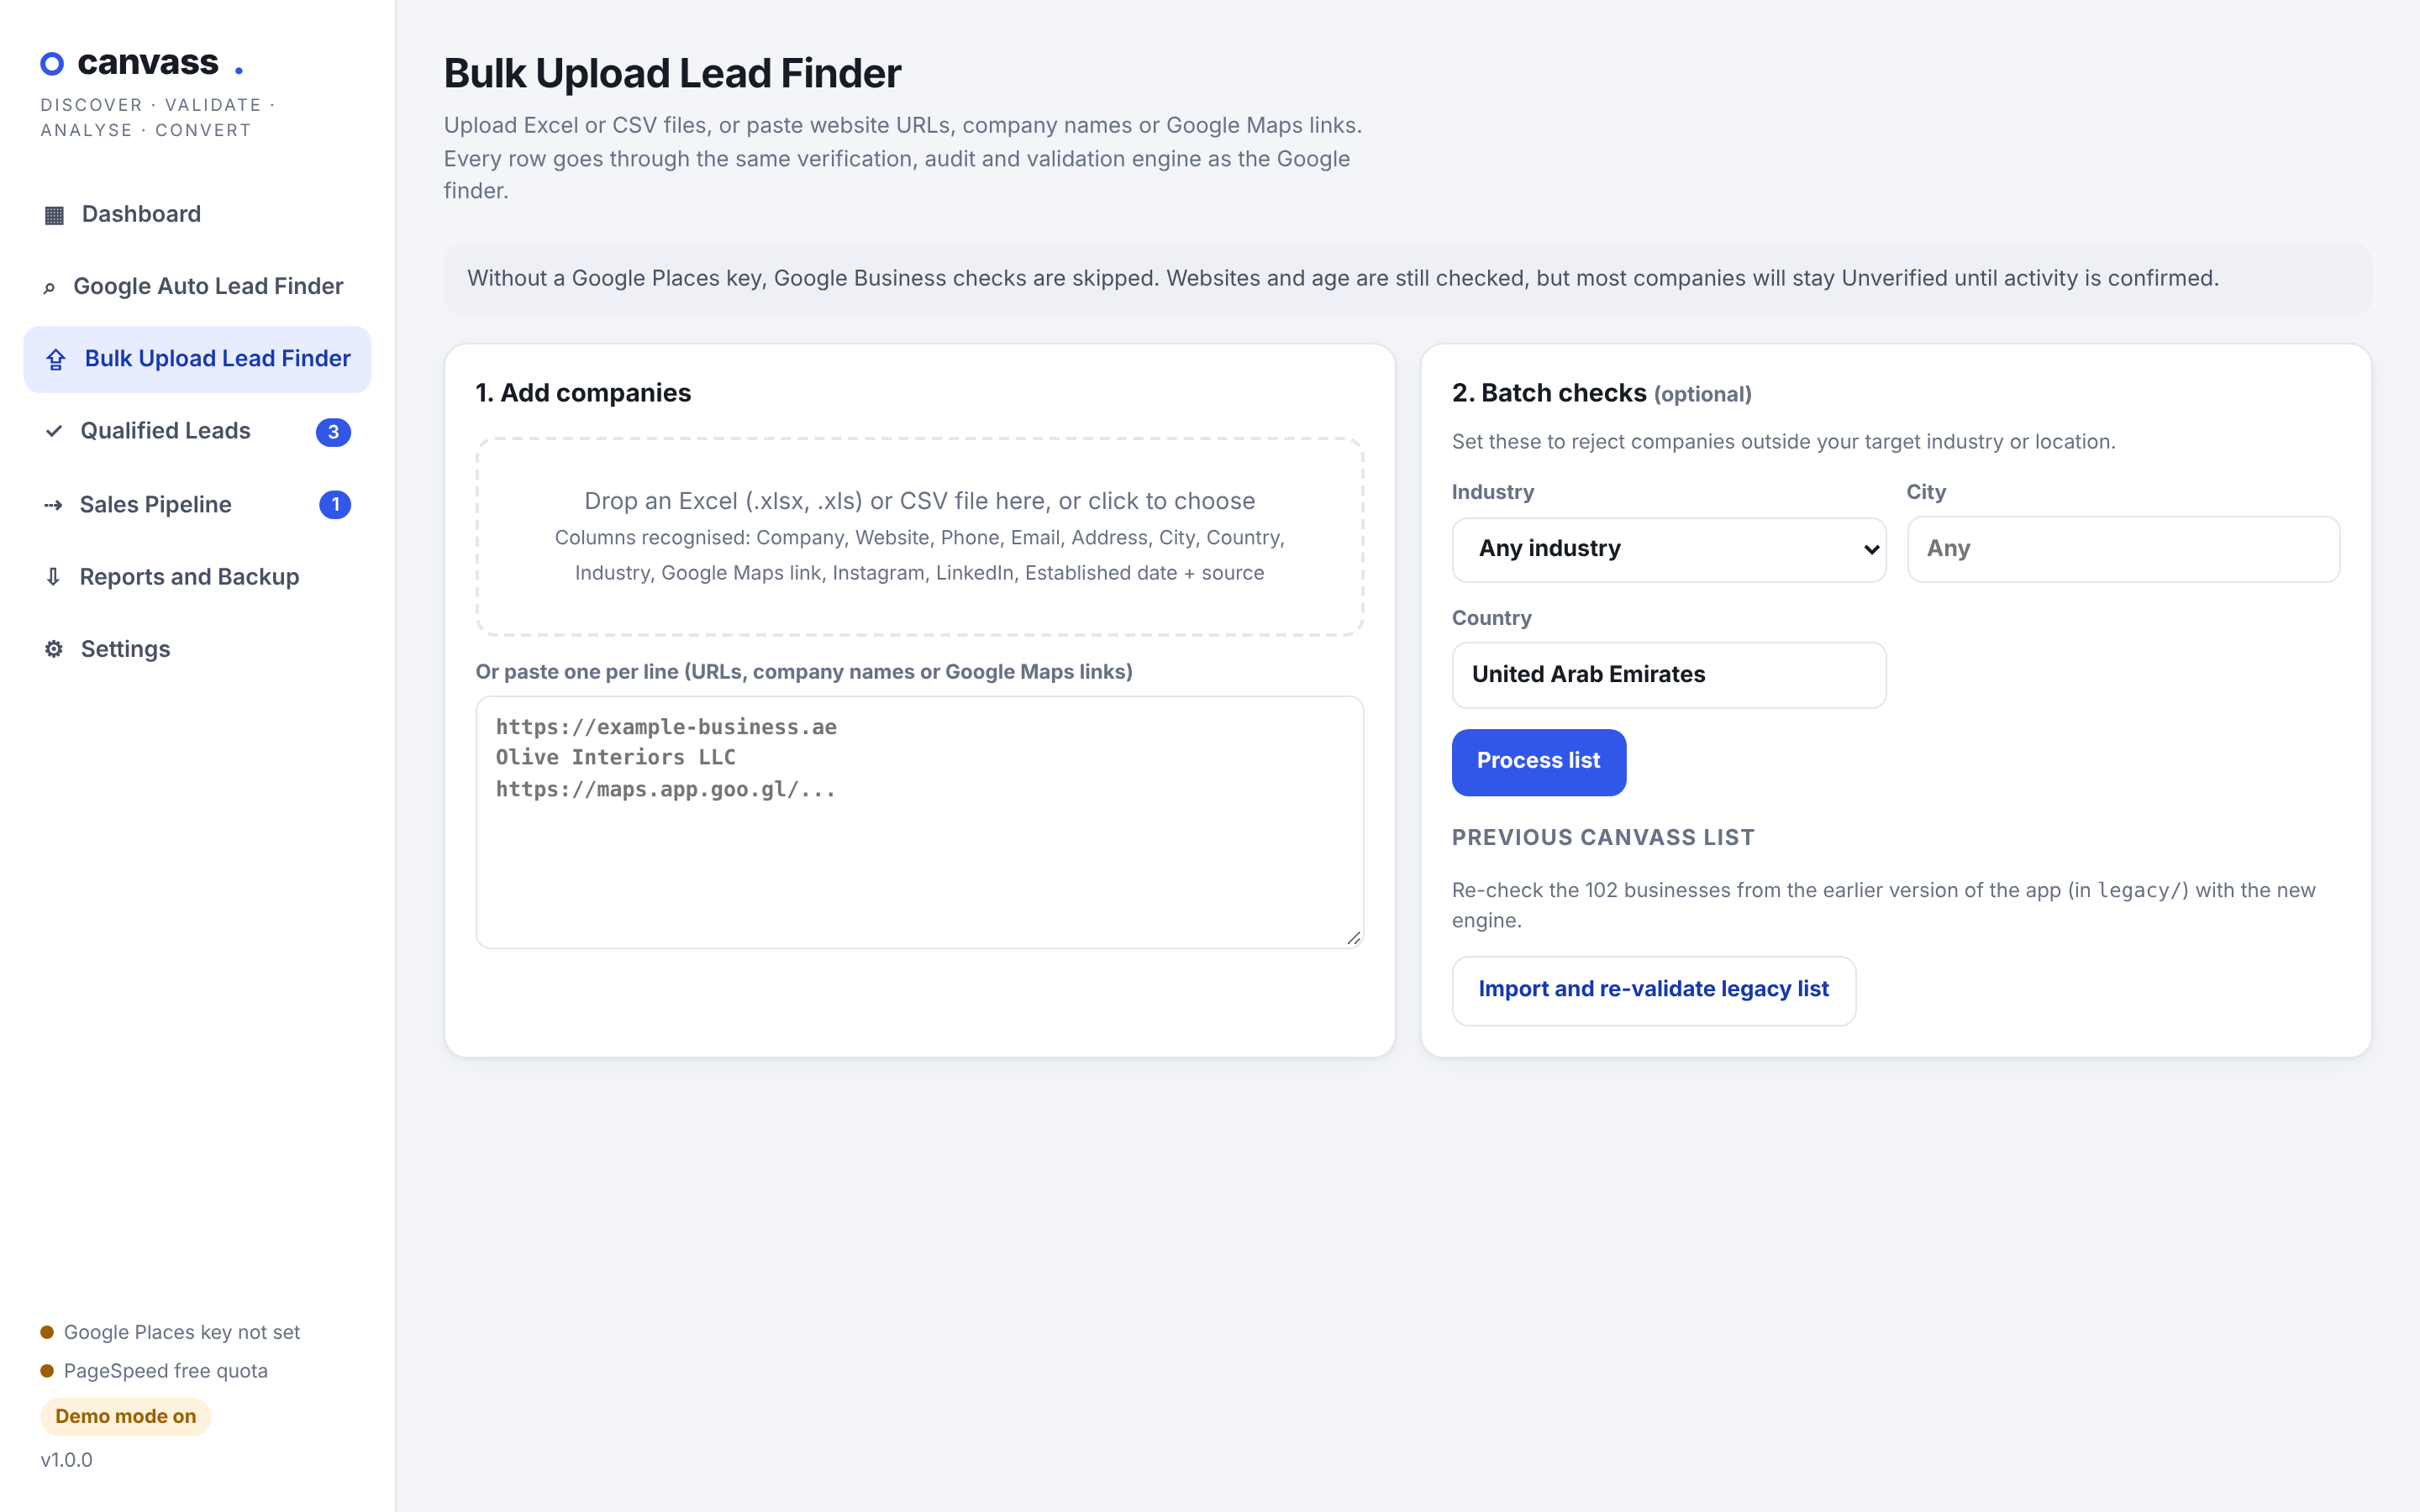 canvass .
DISCOVER · VALIDATE ·
ANALYSE · CONVERT
Dashboard
Google Auto Lead Finder
Bulk Upload Lead Finder
Qualified Leads 3
Sales Pipeline 1
Reports and Backup
Settings
Google Places key not set
PageSpeed free quota
Demo mode on
v1.0.0
Bulk Upload Lead Finder
Upload Excel or CSV files, or paste website URLs, company names or Google Maps links.
Every row goes through the same verification, audit and validation engine as the Google
finder.
Without a Google Places key, Google Business checks are skipped. Websites and age are still checked, but most companies will stay Unverified until activity is confirmed.
1. Add companies
Drop an Excel (.xlsx, .xls) or CSV file here, or click to choose
Columns recognised: Company, Website, Phone, Email, Address, City, Country,
Industry, Google Maps link, Instagram, LinkedIn, Established date + source
Or paste one per line (URLs, company names or Google Maps links)
https://example-business.ae
Olive Interiors LLC
https://maps.app.goo.gl/...
2. Batch checks (optional)
Set these to reject companies outside your target industry or location.
Industry
Any industry
City
Any
Country
United Arab Emirates
Process list
PREVIOUS CANVASS LIST
Re-check the 102 businesses from the earlier version of the app (in legacy/) with the new
engine.
Import and re-validate legacy list